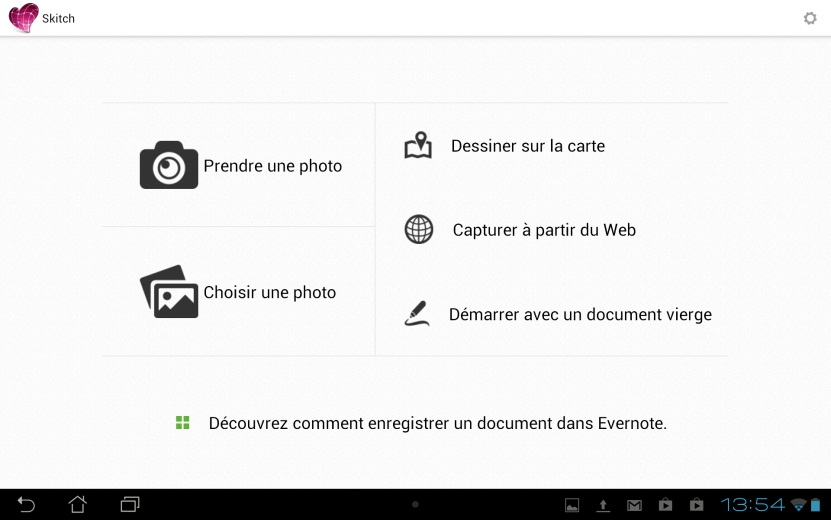 Skitch
Prendre une photo
Choisir une photo
Dessiner sur la carte
Capturer à partir du Web
Démarrer avec un document vierge
Découvrez comment enregistrer un document dans Evernote.
13:54